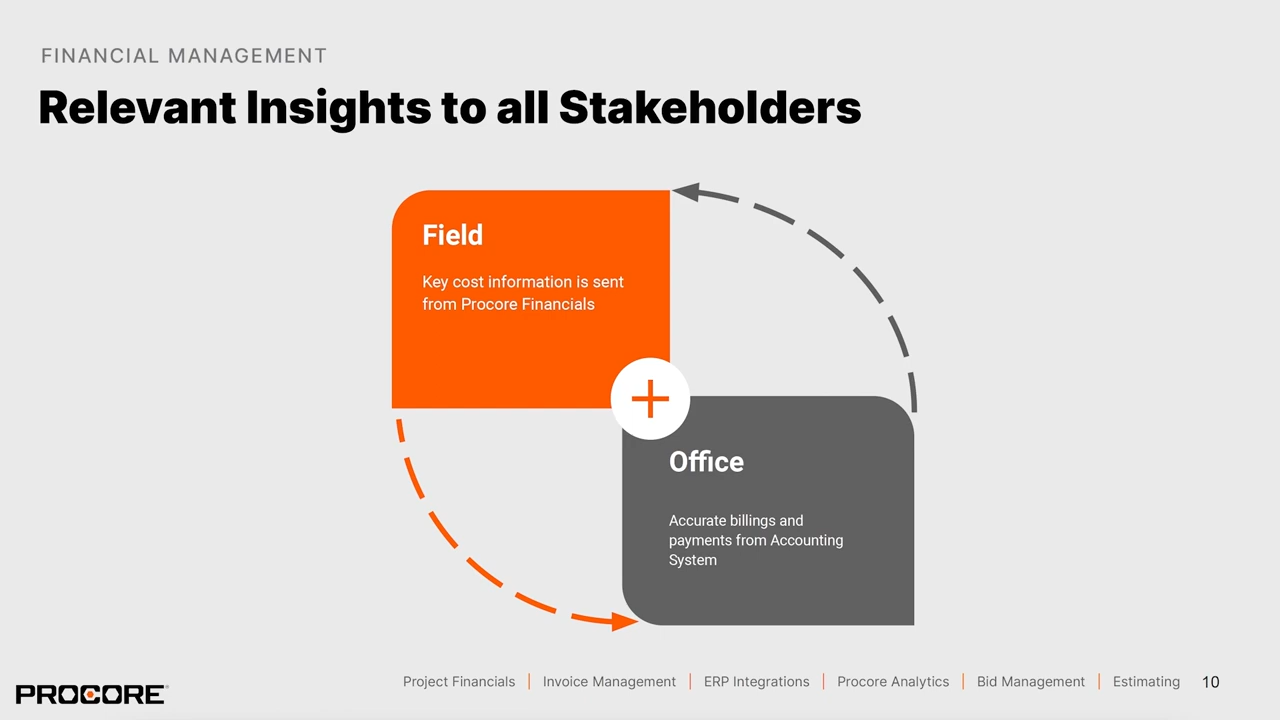 FINANCIAL MANAGEMENT
Relevant Insights to all Stakeholders
Field
Key cost information is sent
from Procore Financials
Office
Accurate billings and
payments from Accounting
System
PROCORE
Project Financials | Invoice Management | ERP Integrations | Procore Analytics | Bid Management | Estimating 10